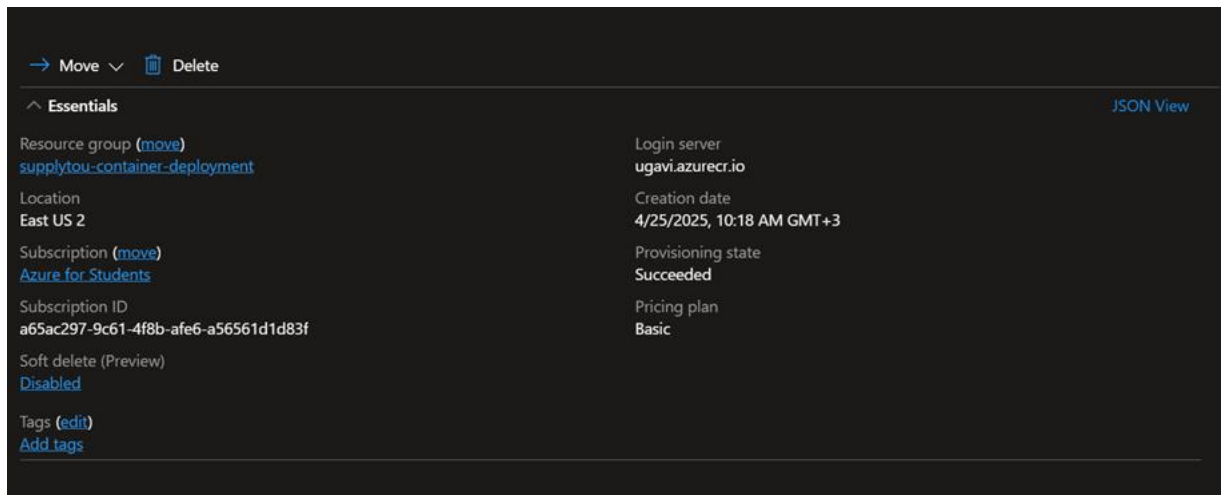 Move Delete
Essentials JSON View
Resource group (move)
supplytou-container-deployment
Location
East US 2
Subscription (move)
Azure for Students
Subscription ID
a65ac297-9c61-4f8b-afe6-a56561d1d83f
Soft delete (Preview)
Disabled
Tags (edit)
Add tags
Login server
ugavi.azurecr.io
Creation date
4/25/2025, 10:18 AM GMT+3
Provisioning state
Succeeded
Pricing plan
Basic